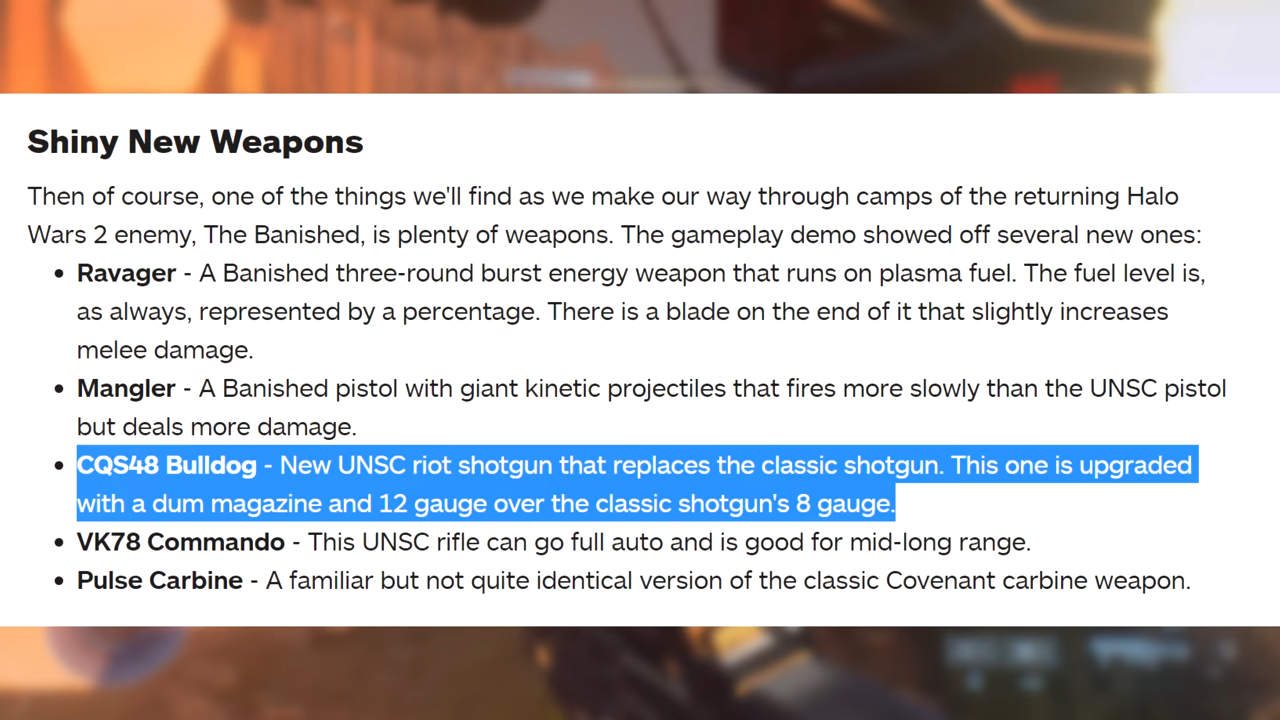 Shiny New Weapons
Then of course, one of the things we'll find as we make our way through camps of the returning Halo
Wars 2 enemy, The Banished, is plenty of weapons. The gameplay demo showed off several new ones:
• Ravager - A Banished three-round burst energy weapon that runs on plasma fuel. The fuel level is,
as always, represented by a percentage. There is a blade on the end of it that slightly increases
melee damage.
• Mangler - A Banished pistol with giant kinetic projectiles that fires more slowly than the UNSC pistol
but deals more damage.
• CQS48 Bulldog - New UNSC riot shotgun that replaces the classic shotgun. This one is upgraded
with a dum magazine and 12 gauge over the classic shotgun's 8 gauge.
• VK78 Commando - This UNSC rifle can go full auto and is good for mid-long range.
• Pulse Carbine - A familiar but not quite identical version of the classic Covenant carbine weapon.